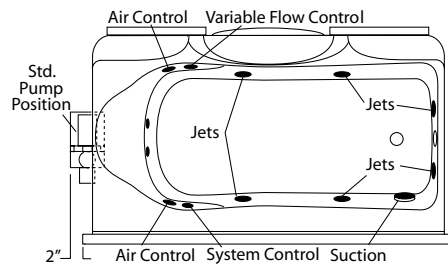 Air Control Variable Flow Control
Std.
Pump
Position
Jets
Jets
Jets
Jets
2”
Air Control System Control Suction